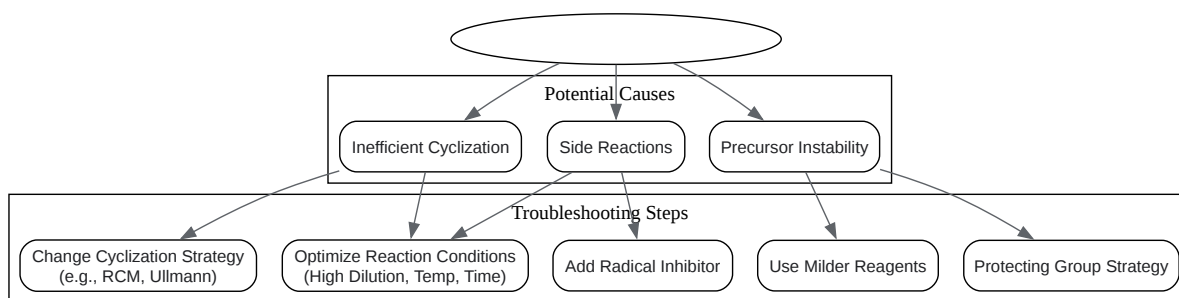 Potential Causes
Inefficient Cyclization
Side Reactions
Precursor Instability
Troubleshooting Steps
Change Cyclization Strategy
(e.g., RCM, Ullmann)
Optimize Reaction Conditions
(High Dilution, Temp, Time)
Add Radical Inhibitor
Use Milder Reagents
Protecting Group Strategy